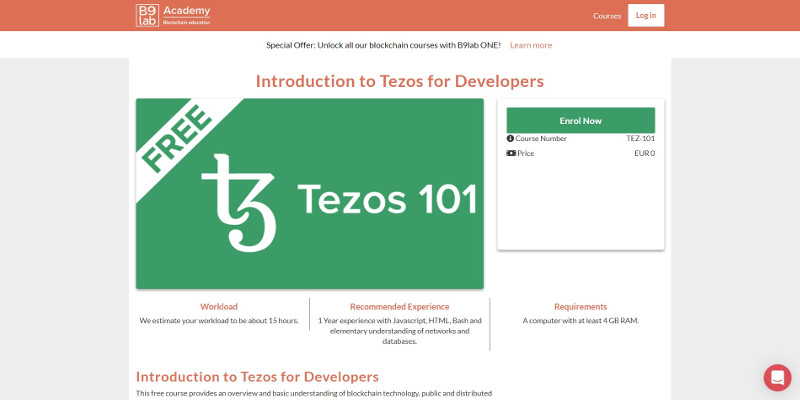 B9
lab
Academy
Blockchain education
Courses
Log in
Special Offer: Unlock all our blockchain courses with B9lab ONE! Learn more
Introduction to Tezos for Developers
FREE
Tezos 101
Enrol Now
Course Number TEZ-101
Price EUR 0
Workload
We estimate your workload to be about 15 hours.
Recommended Experience
1 Year experience with Javascript, HTML, Bash and
elementary understanding of networks and
databases.
Requirements
A computer with at least 4 GB RAM.
Introduction to Tezos for Developers
This free course provides an overview and basic understanding of blockchain technology, public and distributed